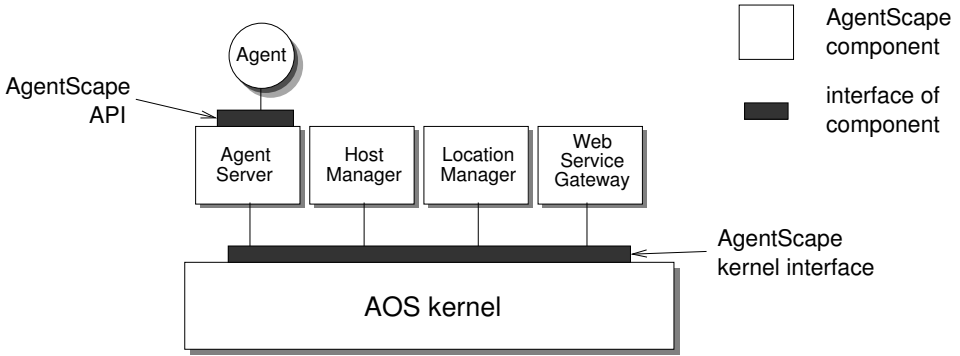 AgentScape
component
Agent
AgentScape
API
interface of
component
Agent
Server
Host
Manager
Location
Manager
Web
Service
Gateway
AgentScape
kernel interface
AOS kernel